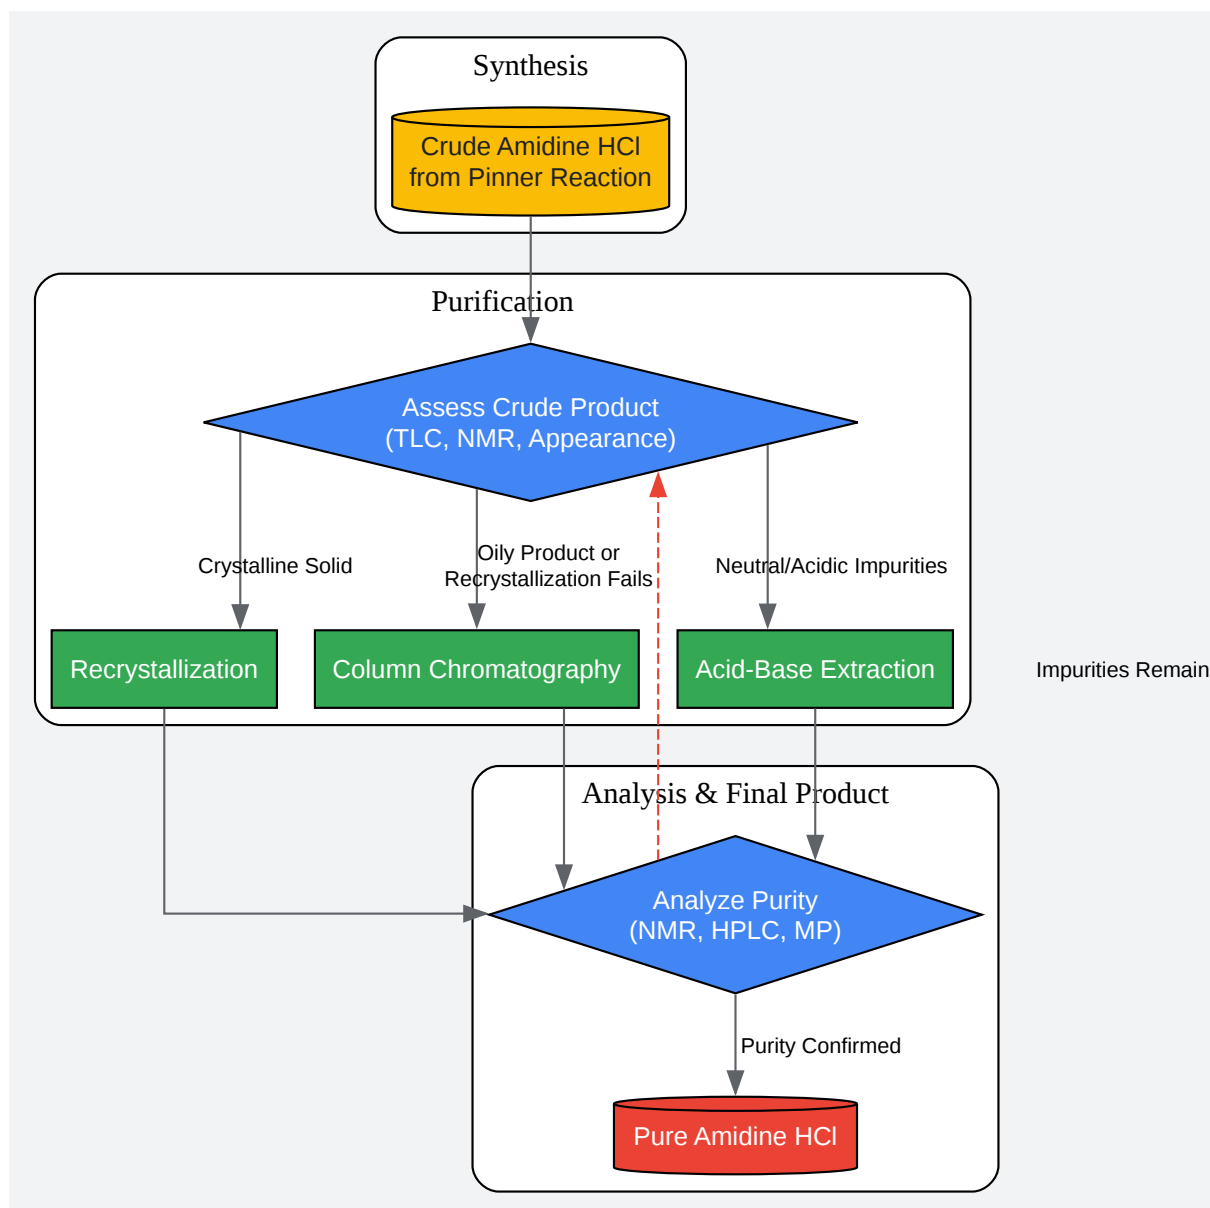 Synthesis
Crude Amidine HCl
from Pinner Reaction
Purification
Assess Crude Product
(TLC, NMR, Appearance)
Crystalline Solid
Oily Product or
Recrystallization Fails
Neutral/Acidic Impurities
Recrystallization
Column Chromatography
Acid-Base Extraction
Impurities Remain
Analysis & Final Product
Analyze Purity
(NMR, HPLC, MP)
Purity Confirmed
Pure Amidine HCl